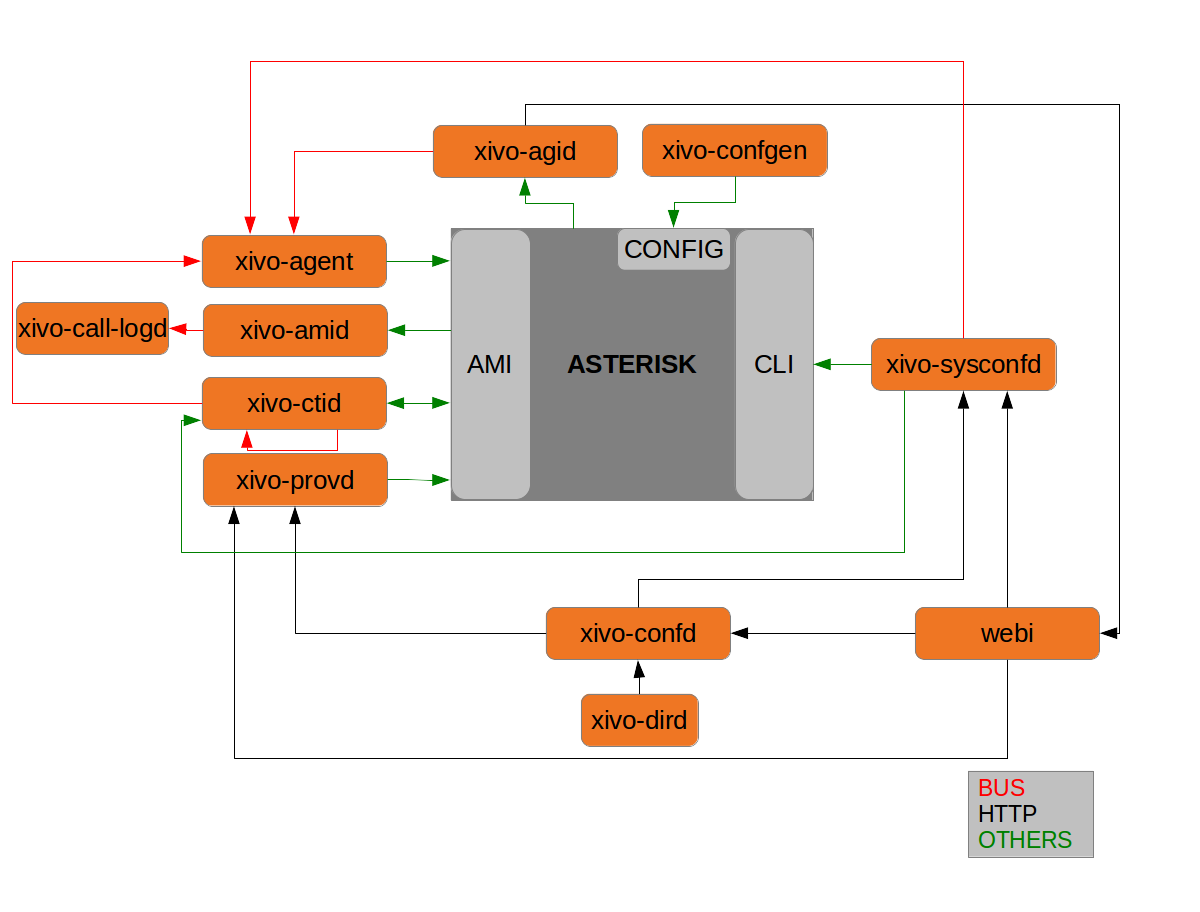 xivo-agid
xivo-confgen
CONFIG
xivo-agent
xivo-call-logd
xivo-amid
AMI
ASTERISK
CLI
xivo-sysconfd
xivo-ctid
xivo-provd
xivo-confd
webi
xivo-dird
BUS
HTTP
OTHERS